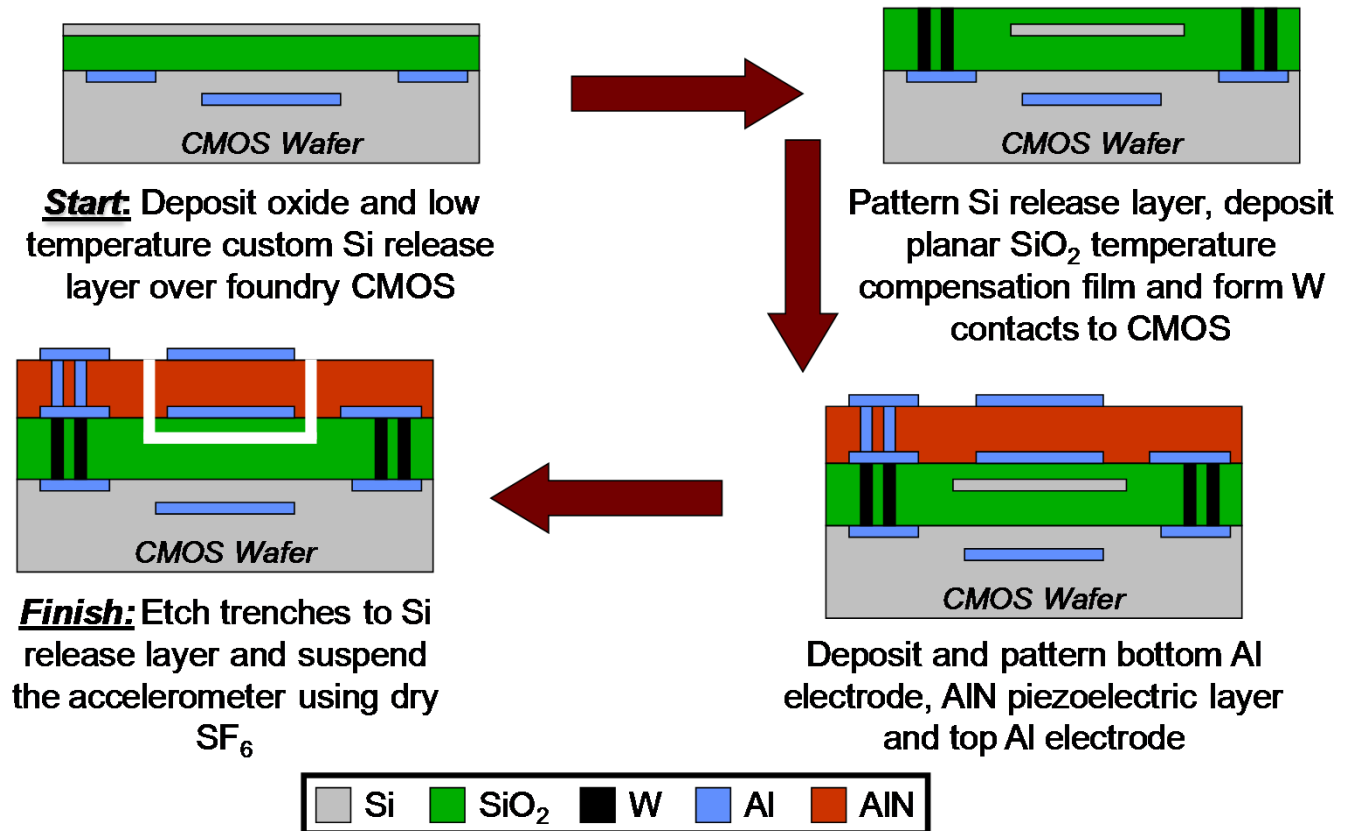 CMOS Wafer
Start: Deposit oxide and low
temperature custom Si release
layer over foundry CMOS
CMOS Wafer
Pattern Si release layer, deposit
planar SiO₂ temperature
compensation film and form W
contacts to CMOS
CMOS Wafer
Deposit and pattern bottom Al
electrode, AlN piezoelectric layer
and top Al electrode
CMOS Wafer
Finish: Etch trenches to Si
release layer and suspend
the accelerometer using dry
SF₆
Si SiO₂ W Al AlN